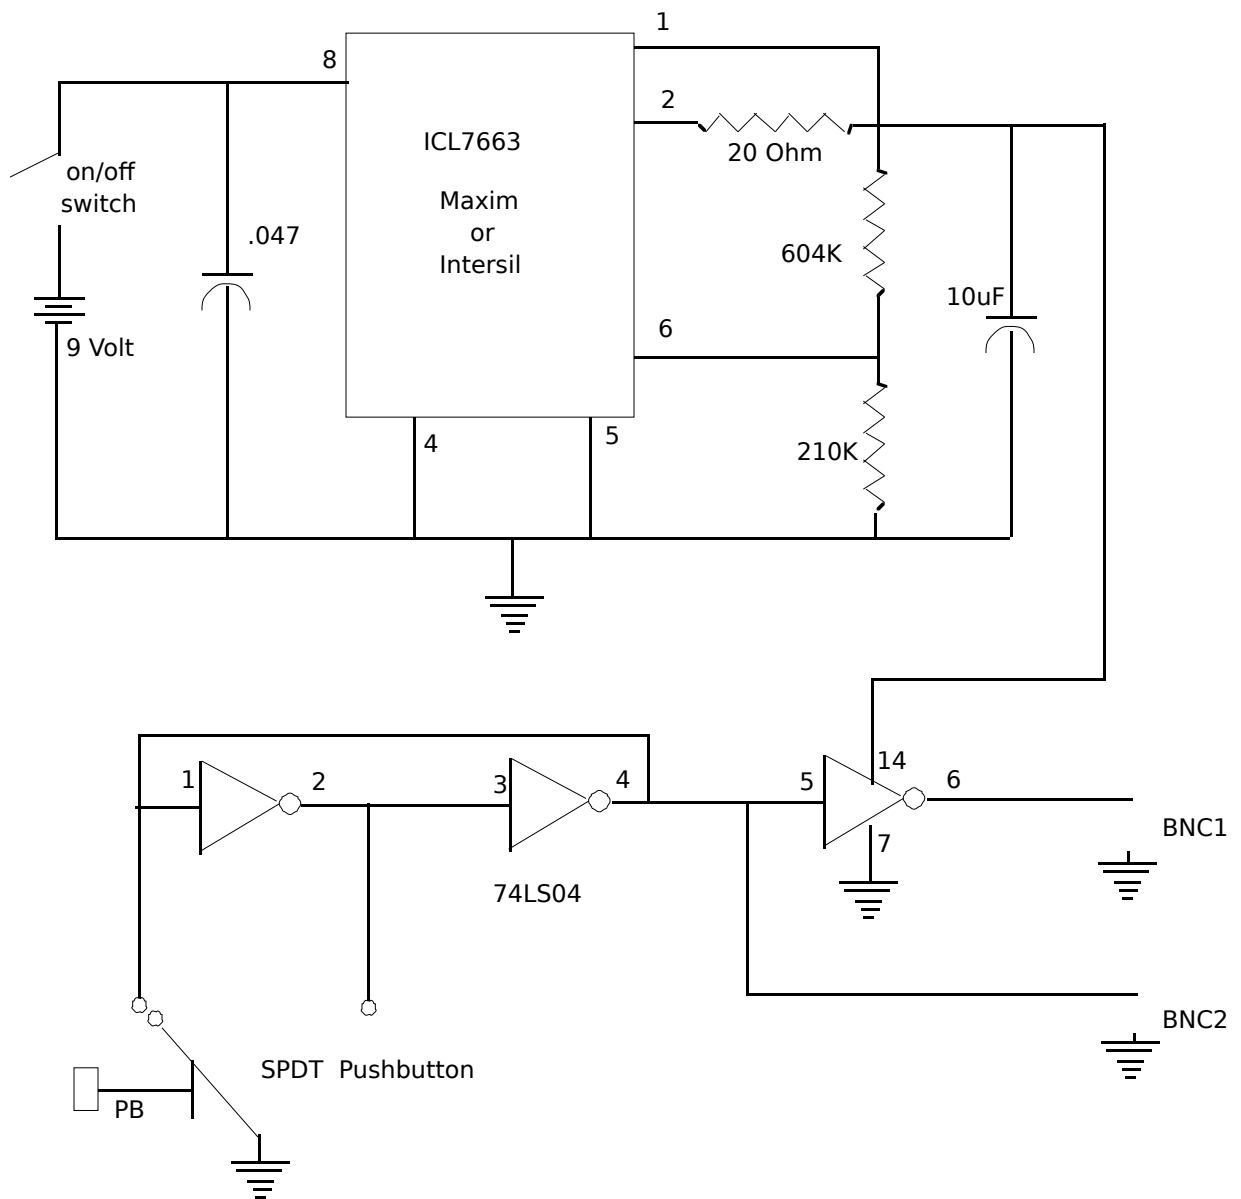 1
8
2
ICL7663
20 Ohm
on/off
switch
Maxim
or
Intersil
.047
604K
10uF
6
9 Volt
4
5
210K
1
2
3
4
5
14
6
7
BNC1
74LS04
BNC2
SPDT  Pushbutton
PB